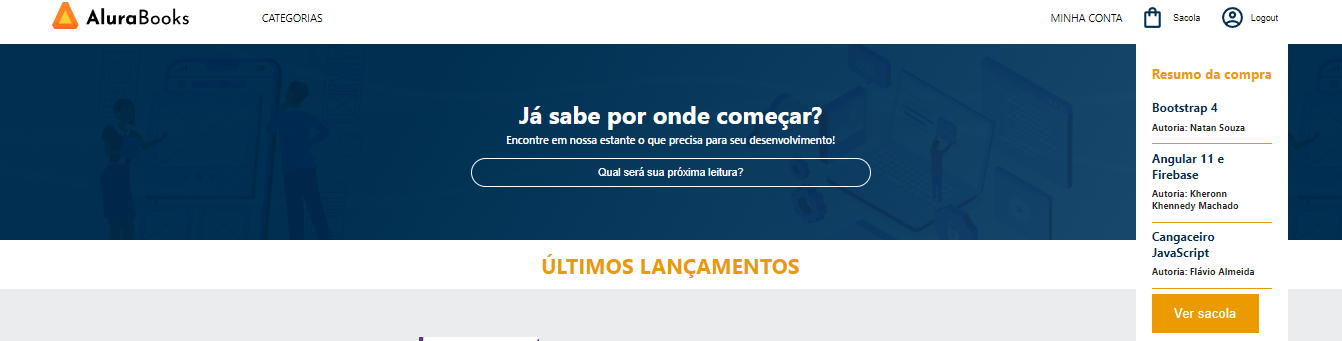 AluraBooks
CATEGORIAS
MINHA CONTA
Sacola
Logout
Já sabe por onde começar?
Encontre em nossa estante o que precisa para seu desenvolvimento!
Qual será sua próxima leitura?
Resumo da compra
Bootstrap 4
Autoria: Natan Souza
Angular 11 e
Firebase
Autoria: Kheronn
Khennedy Machado
Cangaceiro
JavaScript
Autoria: Flávio Almeida
Ver sacola
ÚLTIMOS LANÇAMENTOS